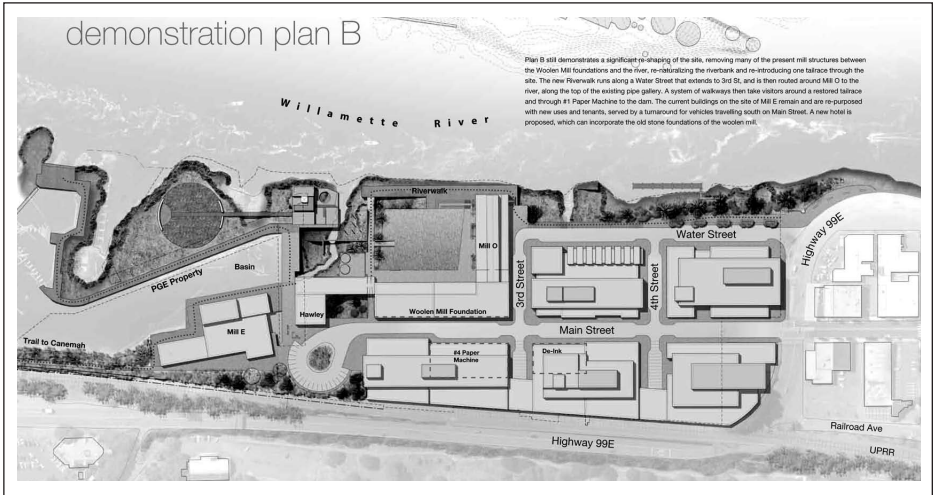 demonstration plan B
Plan B still demonstrates a significant re-shaping of the site, removing many of the present mill structures between
the Woolen Mill foundations and the river, re-naturalizing the riverbank and re-introducing one tailrace through the
site. The new Riverwalk runs along a Water Street that extends to 3rd St, and is then routed around Mill O to the
river, along the top of the existing pipe gallery. A system of walkways then take visitors around a restored tailrace
and through #1 Paper Machine to the dam. The current buildings on the site of Mill E remain and are re-purposed
with new uses and tenants, served by a turnaround for vehicles travelling south on Main Street. A new hotel is
proposed, which can incorporate the old stone foundations of the woolen mill.
Willamette River
Riverwalk
Mill O
Water Street
Highway 99E
3rd Street
4th Street
PGE Property
Basin
Hawley
Woolen Mill Foundation
Mill E
Main Street
Trail to Canemah
#4 Paper
Machine
De-Ink
Railroad Ave
Highway 99E
UPRR